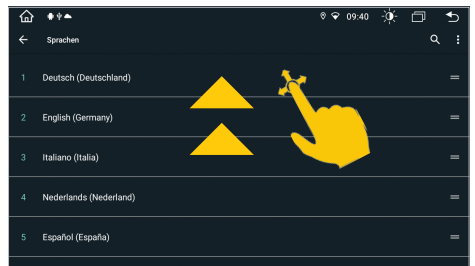 09:40
Sprachen
1 Deutsch (Deutschland)
2 English (Germany)
3 Italiano (Italia)
4 Nederlands (Nederland)
5 Español (España)